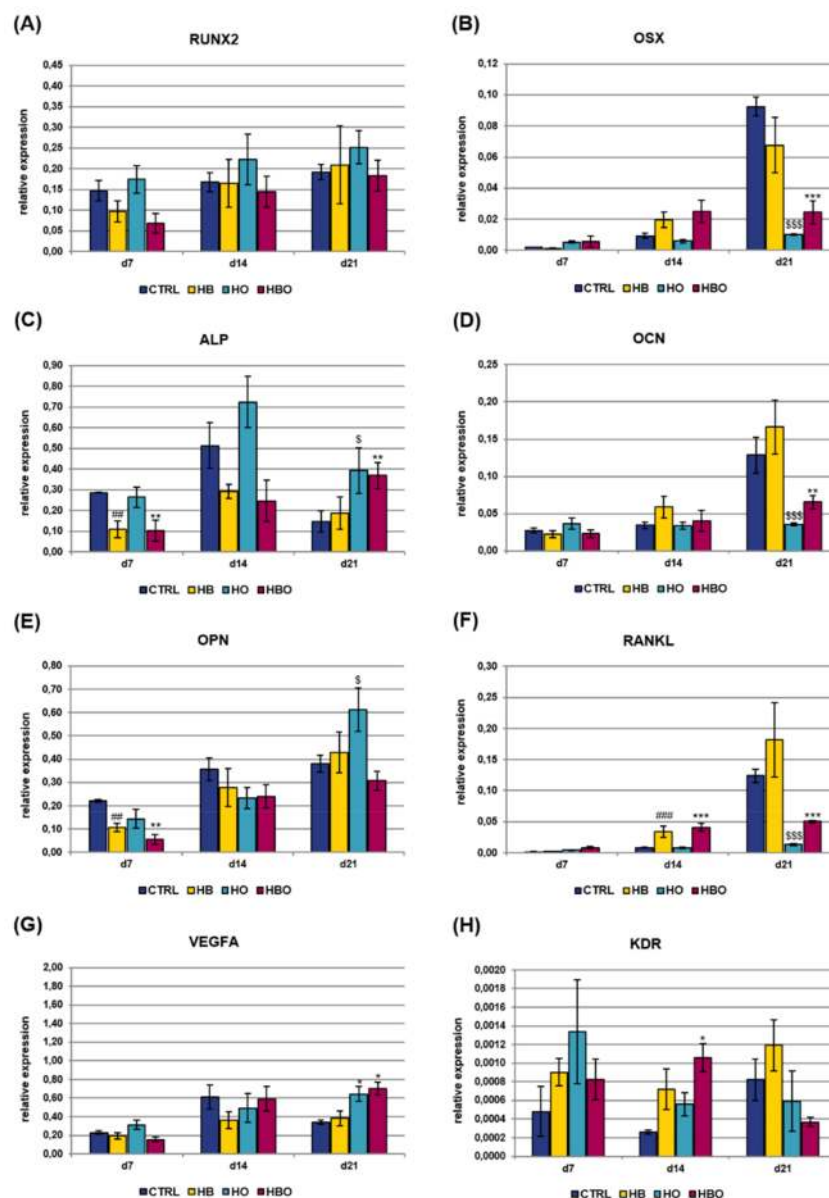 (A)
RUNX2
relative expression
0,45
0,40
0,35
0,30
0,25
0,20
0,15
0,10
0,05
0,00
d7 d14 d21
CTRL HB HO HBO
(B)
OSX
relative expression
0,12
0,10
0,08
0,06
0,04
0,02
0,00
$$$ ***
d7 d14 d21
CTRL HB HO HBO
(C)
ALP
relative expression
0,90
0,80
0,70
0,60
0,50
0,40
0,30
0,20
0,10
0,00
## ** $ **
d7 d14 d21
CTRL HB HO HBO
(D)
OCN
relative expression
0,25
0,20
0,15
0,10
0,05
0,00
$$$ **
d7 d14 d21
CTRL HB HO HBO
(E)
OPN
relative expression
0,80
0,70
0,60
0,50
0,40
0,30
0,20
0,10
0,00
## ** $
d7 d14 d21
CTRL HB HO HBO
(F)
RANKL
relative expression
0,30
0,25
0,20
0,15
0,10
0,05
0,00
### *** $$$ ***
d7 d14 d21
CTRL HB HO HBO
(G)
VEGFA
relative expression
2,00
1,80
1,60
1,40
1,20
1,00
0,80
0,60
0,40
0,20
0,00
* *
d7 d14 d21
CTRL HB HO HBO
(H)
KDR
relative expression
0,0020
0,0018
0,0016
0,0014
0,0012
0,0010
0,0008
0,0006
0,0004
0,0002
0,0000
*
d7 d14 d21
CTRL HB HO HBO